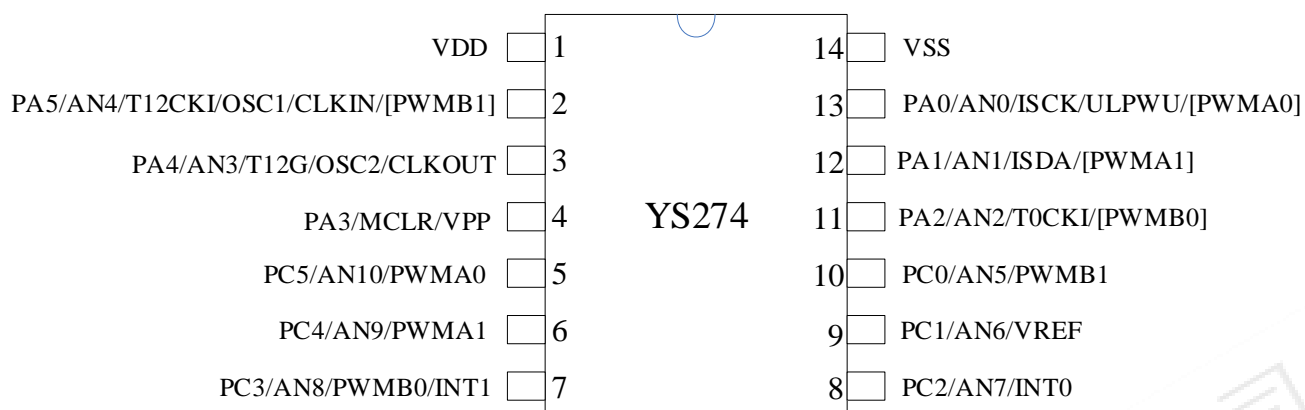 VDD 1 14 VSS
PA5/AN4/T12CKI/OSC1/CLKIN/[PWMB1] 2 13 PA0/AN0/ISCK/ULPWU/[PWMA0]
PA4/AN3/T12G/OSC2/CLKOUT 3 12 PA1/AN1/ISDA/[PWMA1]
PA3/MCLR/VPP 4 YS274 11 PA2/AN2/T0CKI/[PWMB0]
PC5/AN10/PWMA0 5 10 PC0/AN5/PWMB1
PC4/AN9/PWMA1 6 9 PC1/AN6/VREF
PC3/AN8/PWMB0/INT1 7 8 PC2/AN7/INT0